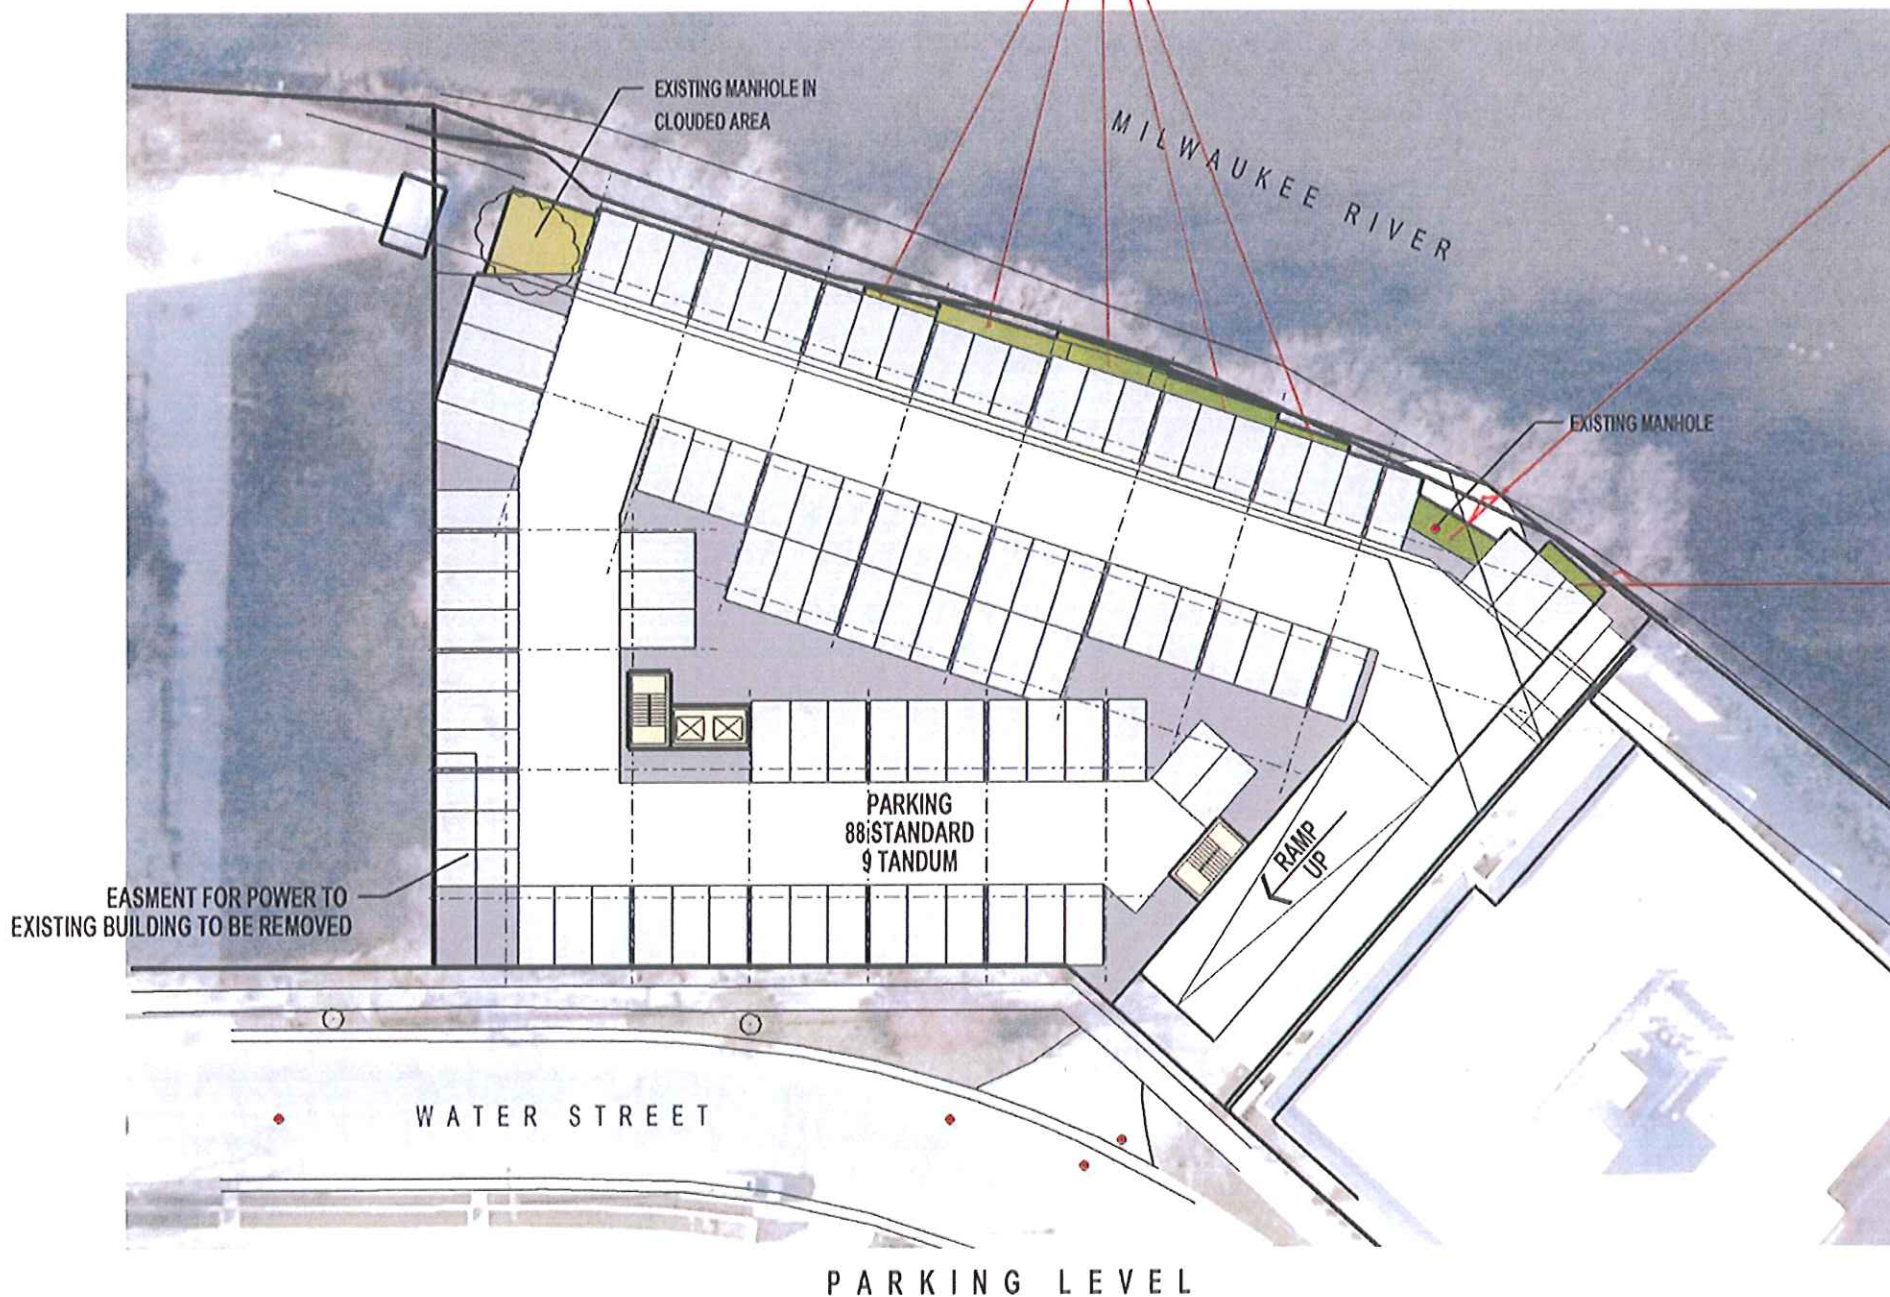 EXISTING MANHOLE IN
CLOUDED AREA
MILWAUKEE RIVER
EXISTING MANHOLE
PARKING
88 STANDARD
9 TANDUM
RAMP
UP
EASMENT FOR POWER TO
EXISTING BUILDING TO BE REMOVED
WATER STREET
PARKING LEVEL